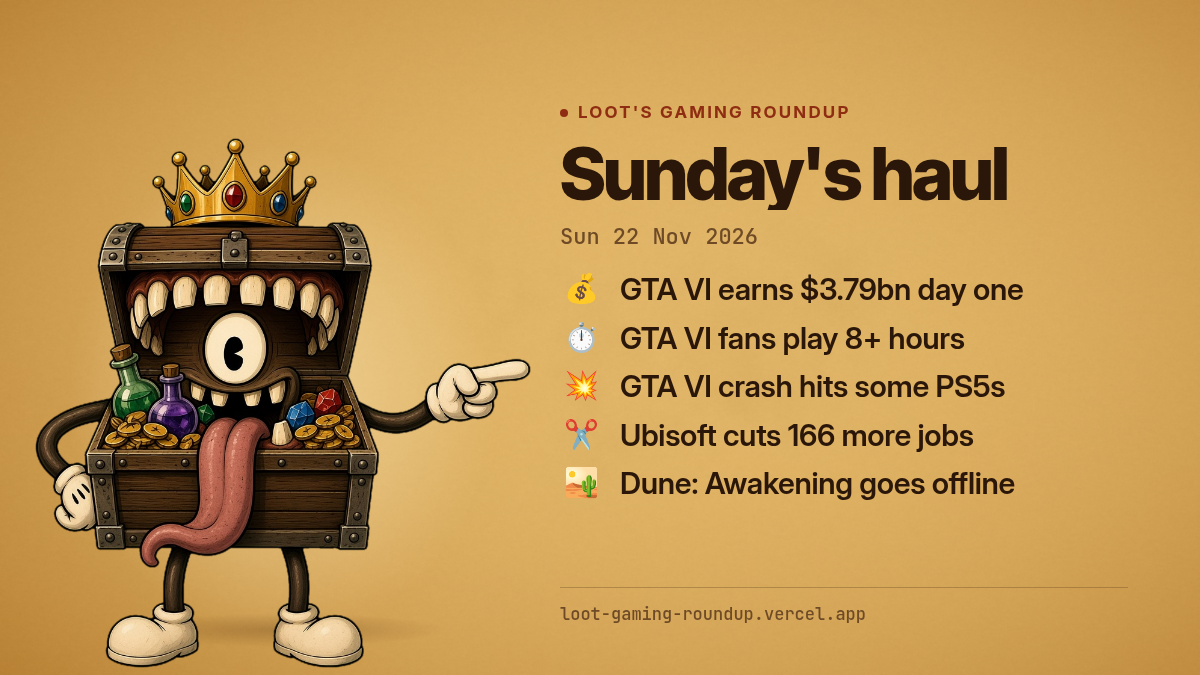 LOOT'S GAMING ROUNDUP
Sunday's haul
Sun 22 Nov 2026
GTA VI earns $3.79bn day one
GTA VI fans play 8+ hours
GTA VI crash hits some PS5s
Ubisoft cuts 166 more jobs
Dune: Awakening goes offline
loot-gaming-roundup.vercel.app